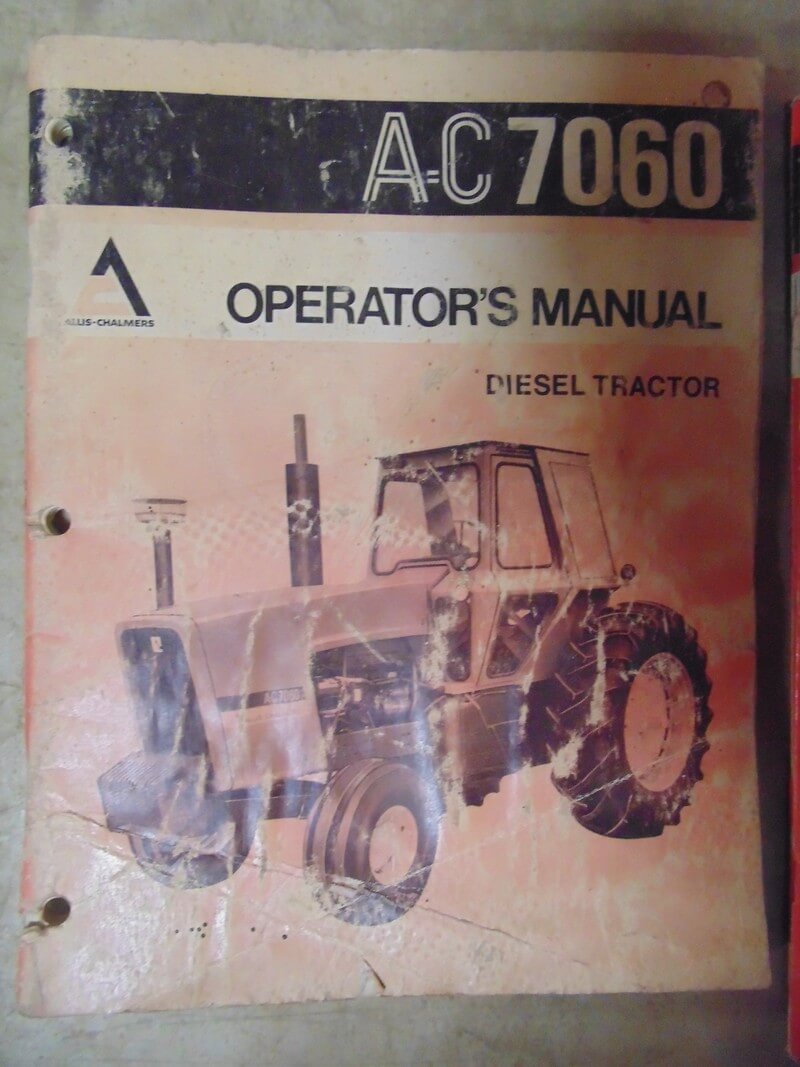 A-C 7060
ALLIS-CHALMERS
OPERATOR'S MANUAL
DIESEL TRACTOR